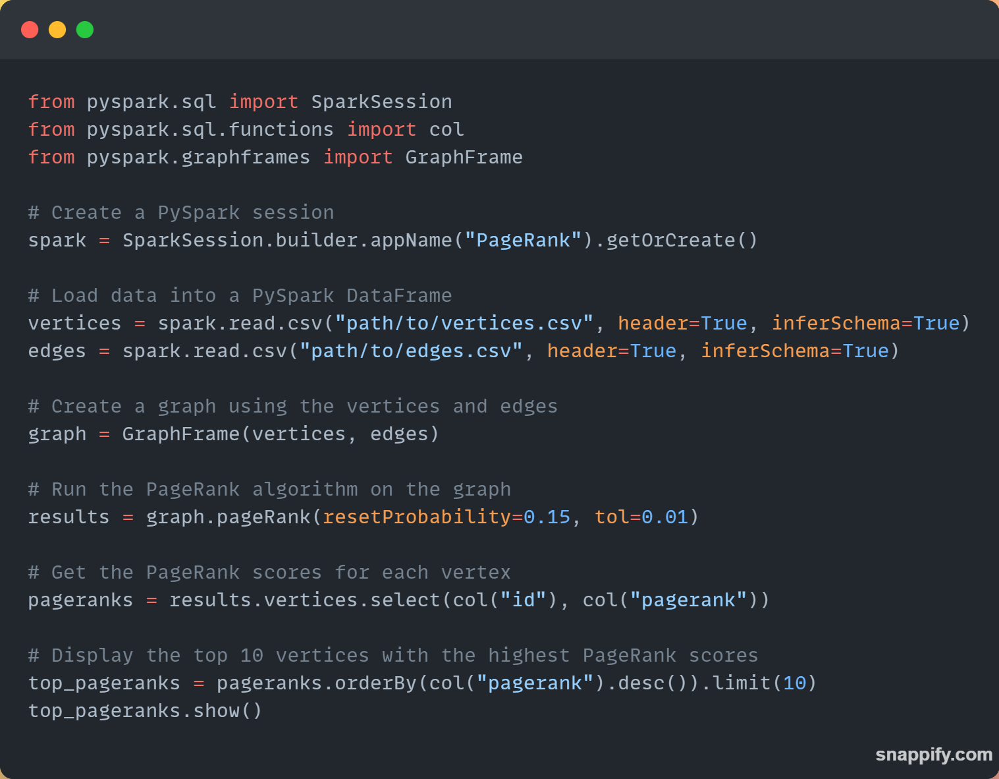 from pyspark.sql import SparkSession
from pyspark.sql.functions import col
from pyspark.graphframes import GraphFrame
# Create a PySpark session
spark = SparkSession.builder.appName("PageRank").getOrCreate()
# Load data into a PySpark DataFrame
vertices = spark.read.csv("path/to/vertices.csv", header=True, inferSchema=True)
edges = spark.read.csv("path/to/edges.csv", header=True, inferSchema=True)
# Create a graph using the vertices and edges
graph = GraphFrame(vertices, edges)
# Run the PageRank algorithm on the graph
results = graph.pageRank(resetProbability=0.15, tol=0.01)
# Get the PageRank scores for each vertex
pageranks = results.vertices.select(col("id"), col("pagerank"))
# Display the top 10 vertices with the highest PageRank scores
top_pageranks = pageranks.orderBy(col("pagerank").desc()).limit(10)
top_pageranks.show()
snappify.com